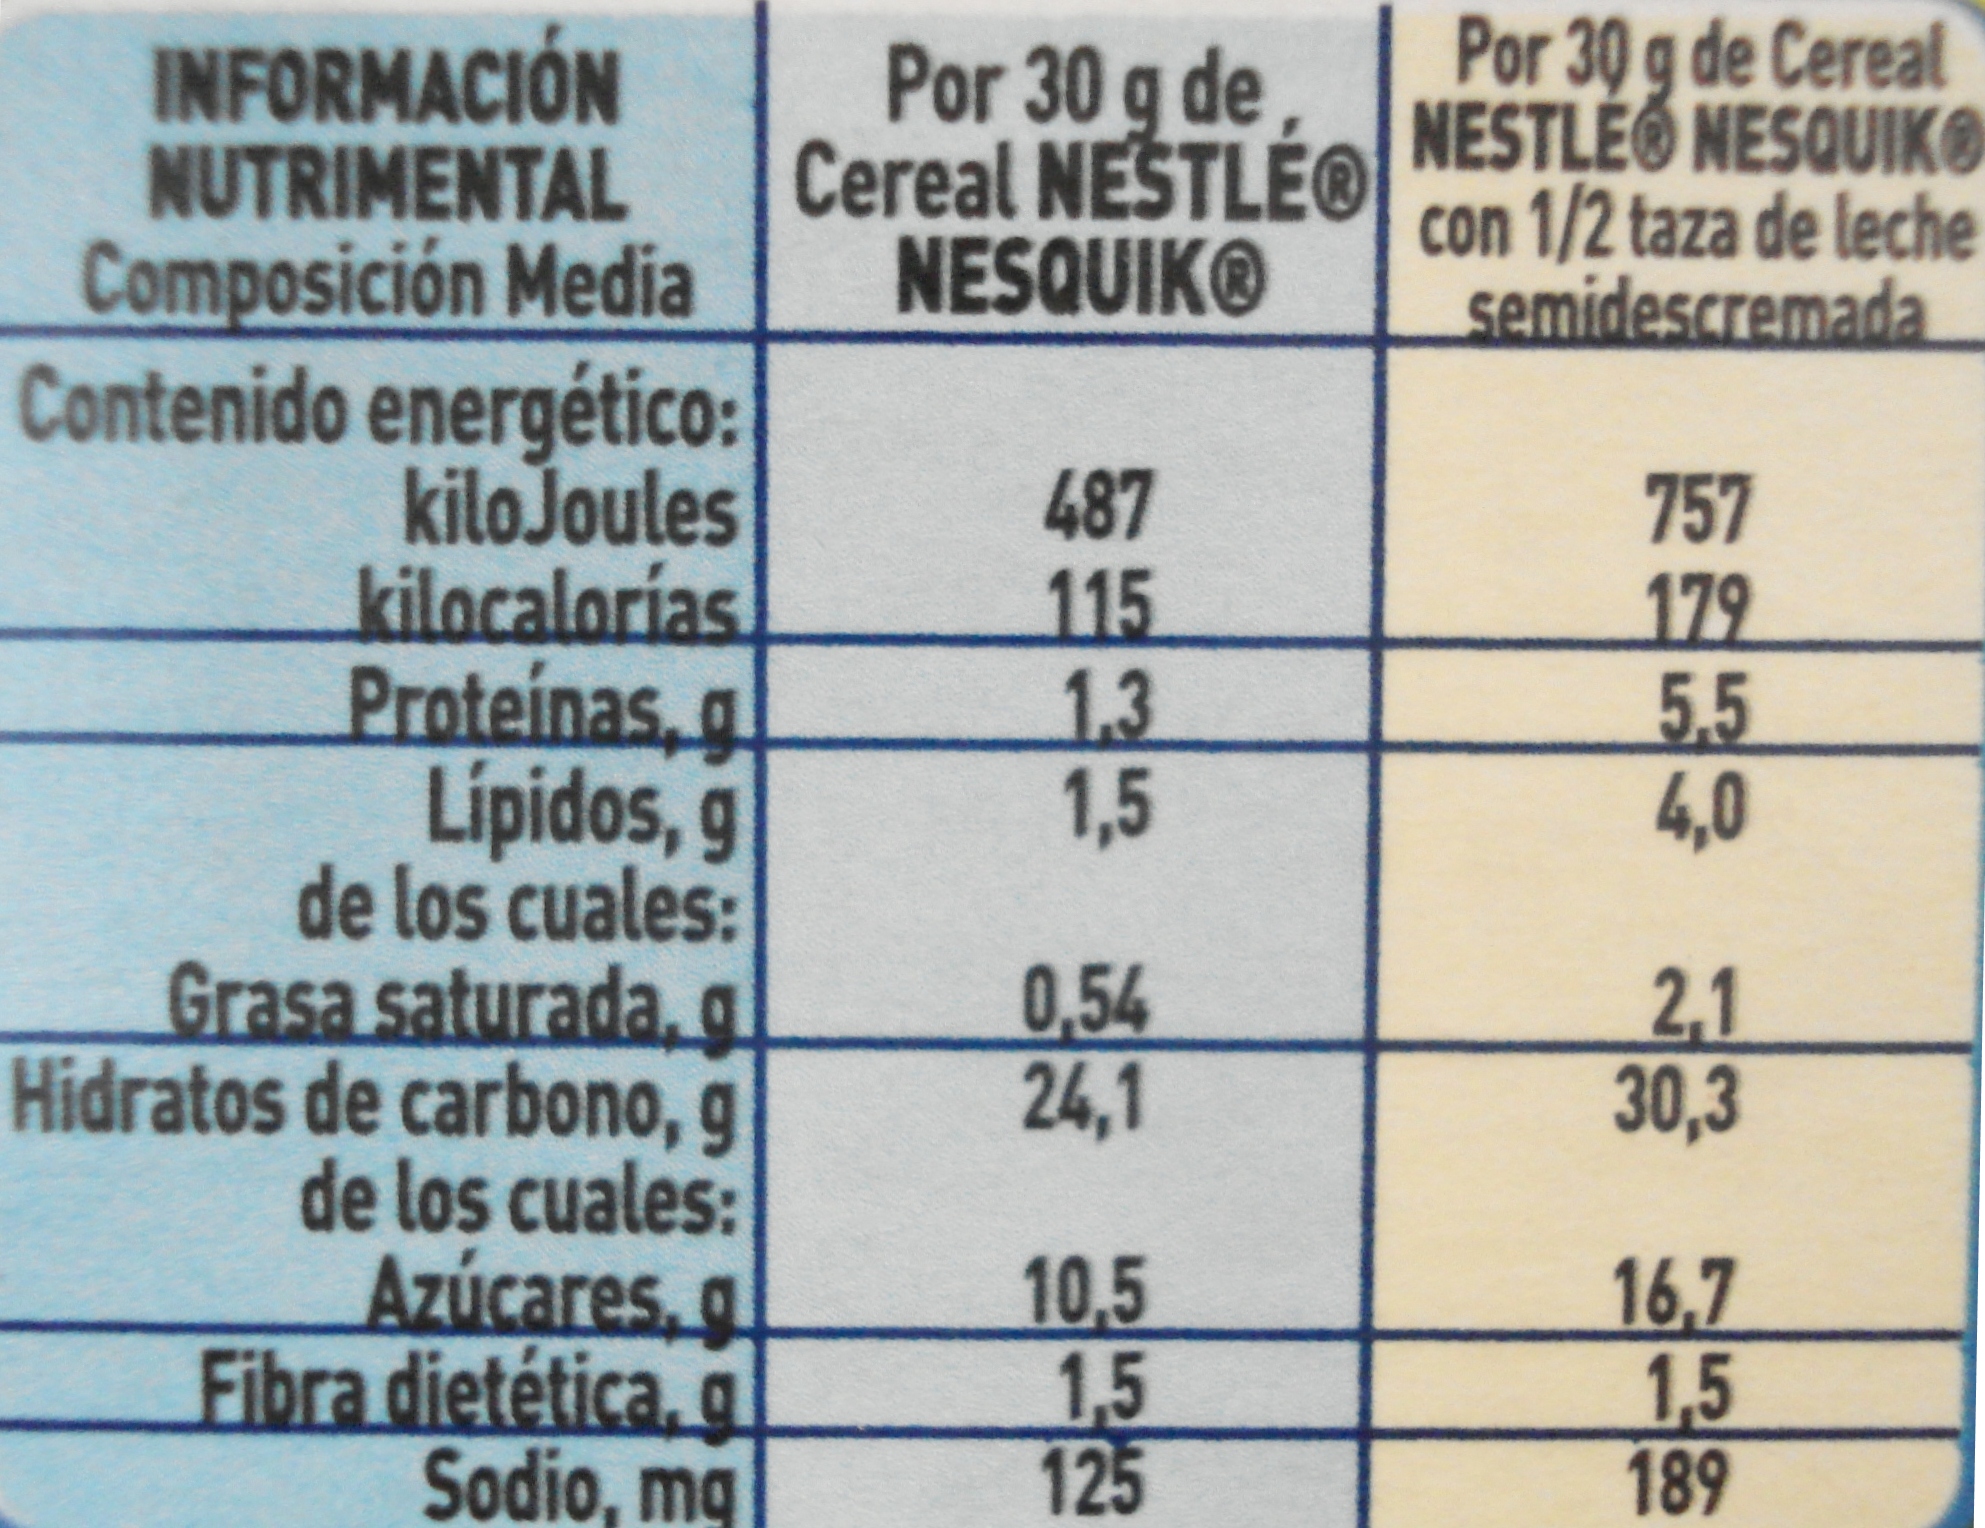 INFORMACIÓN
NUTRIMENTAL
Composición Media
Por 30 g de
Cereal NESTLÉ®
NESQUIK®
Por 30 g de Cereal
NESTLÉ® NESQUIK®
con 1/2 taza de leche
semidescremada
Contenido energético:
kiloJoules 487 757
kilocalorías 115 179
Proteínas, g 1,3 5,5
Lípidos, g 1,5 4,0
de los cuales:
Grasa saturada, g 0,54 2,1
Hidratos de carbono, g 24,1 30,3
de los cuales:
Azúcares, g 10,5 16,7
Fibra dietética, g 1,5 1,5
Sodio, mg 125 189